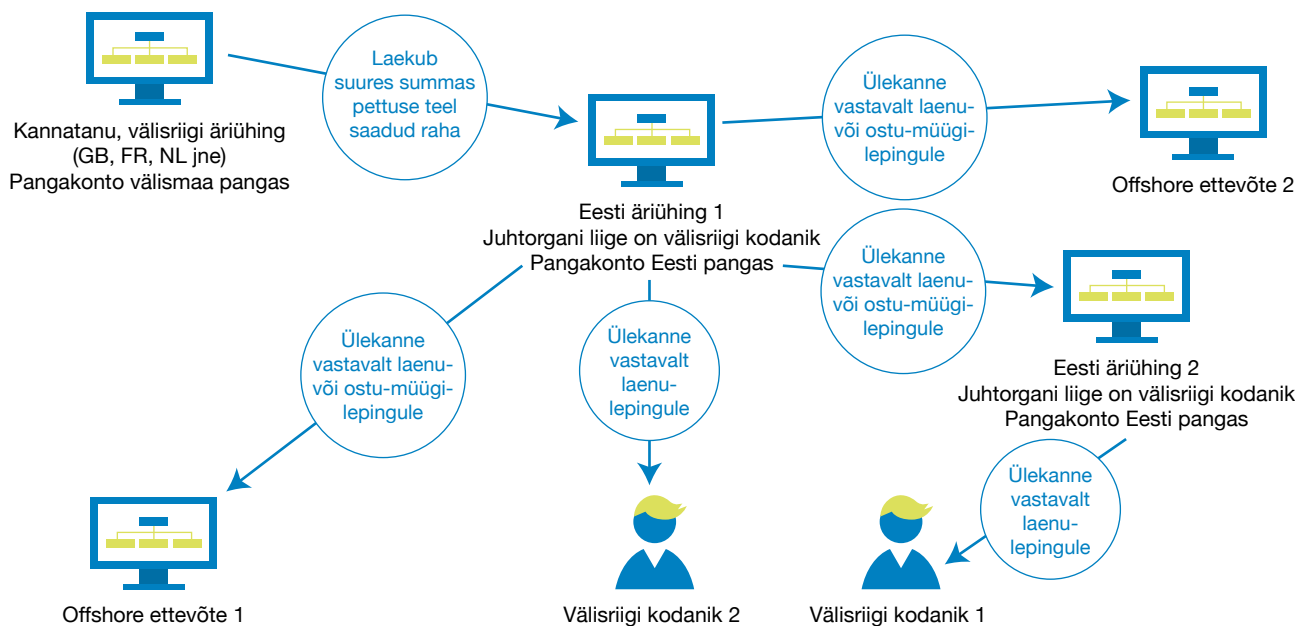 Laekub
suures summas
pettuse teel
saadud raha
Kannatanu, välisriigi äriühing
(GB, FR, NL jne)
Pangakonto välismaa pangas
Ülekanne
vastavalt laenu-
või ostu-müügi-
lepingule
Offshore ettevõte 2
Eesti äriühing 1
Juhtorgani liige on välisriigi kodanik
Pangakonto Eesti pangas
Ülekanne
vastavalt laenu-
või ostu-müügi-
lepingule
Ülekanne
vastavalt laenu-
või ostu-müügi-
lepingule
Ülekanne
vastavalt
laenu-
lepingule
Eesti äriühing 2
Juhtorgani liige on välisriigi kodanik
Pangakonto Eesti pangas
Ülekanne
vastavalt
laenu-
lepingule
Offshore ettevõte 1
Välisriigi kodanik 2
Välisriigi kodanik 1